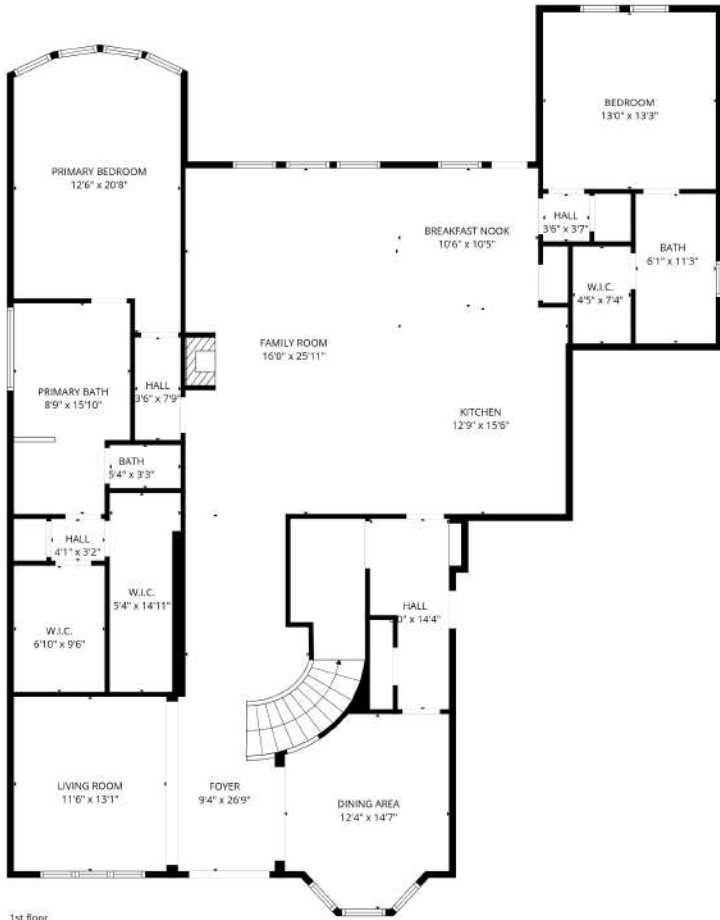 BEDROOM
13'0" x 13'3"
PRIMARY BEDROOM
12'6" x 20'8"
HALL
3'6" x 3'7"
BREAKFAST NOOK
10'6" x 10'5"
BATH
6'1" x 11'3"
W.I.C.
4'5" x 7'4"
FAMILY ROOM
16'0" x 25'11"
HALL
3'6" x 7'9"
PRIMARY BATH
8'9" x 15'10"
KITCHEN
12'9" x 15'6"
BATH
5'4" x 3'3"
HALL
4'1" x 3'2"
W.I.C.
5'4" x 14'11"
HALL
x 14'4"
W.I.C.
6'10" x 9'6"
LIVING ROOM
11'6" x 13'1"
FOYER
9'4" x 26'9"
DINING AREA
12'4" x 14'7"
1st floor